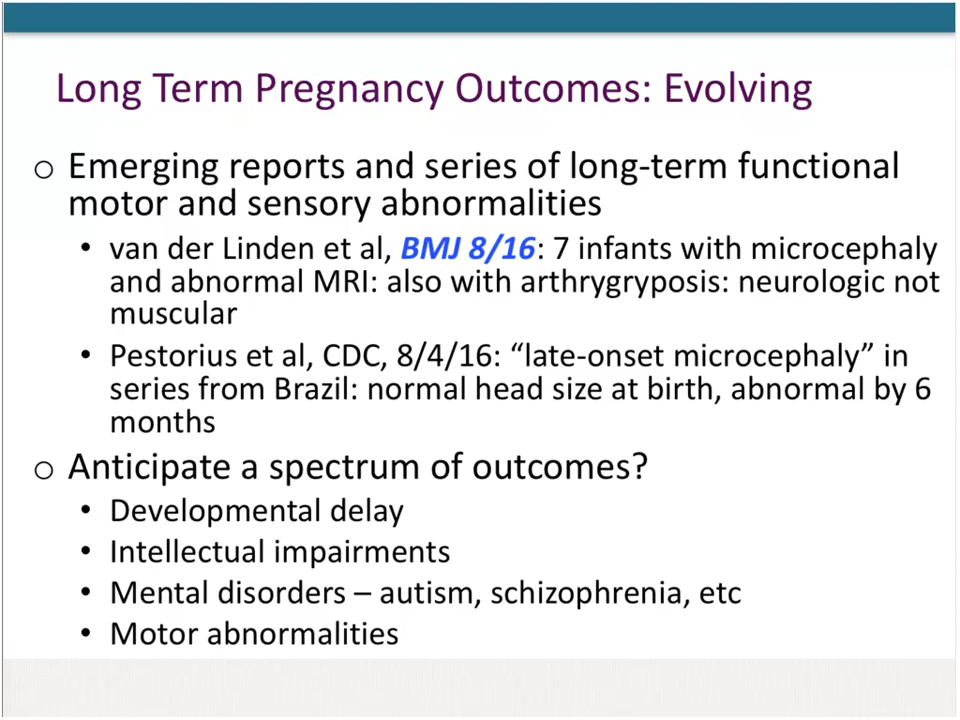 Long Term Pregnancy Outcomes: Evolving
o Emerging reports and series of long-term functional
motor and sensory abnormalities
• van der Linden et al, BMJ 8/16: 7 infants with microcephaly
and abnormal MRI: also with arthrygryposis: neurologic not
muscular
• Pestorius et al, CDC, 8/4/16: “late-onset microcephaly” in
series from Brazil: normal head size at birth, abnormal by 6
months
o Anticipate a spectrum of outcomes?
• Developmental delay
• Intellectual impairments
• Mental disorders – autism, schizophrenia, etc
• Motor abnormalities